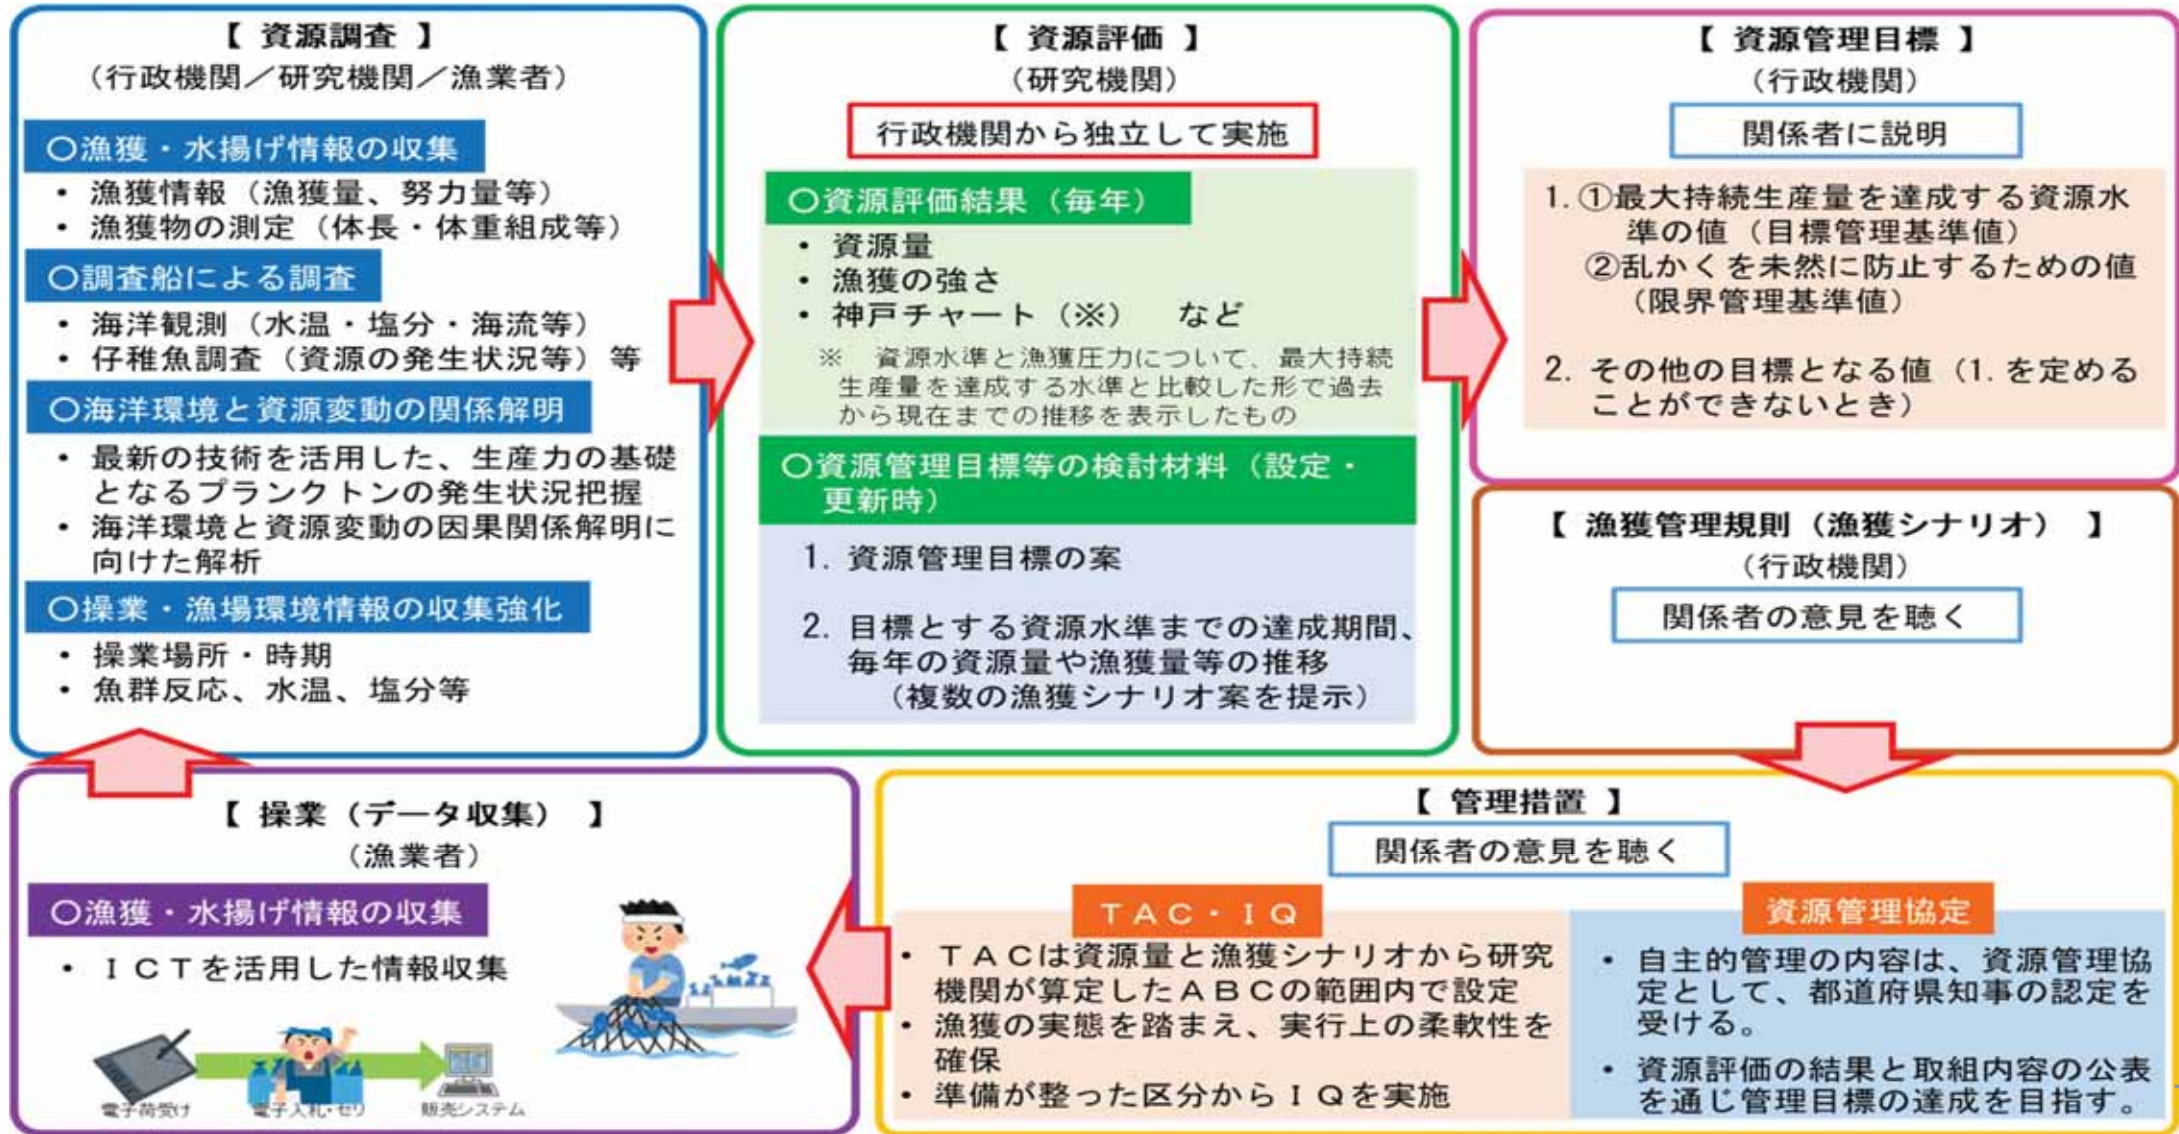 【 資源調査 】
（行政機関／研究機関／漁業者）
〇漁獲・水揚げ情報の収集
・ 漁獲情報（漁獲量、努力量等）
・ 漁獲物の測定（体長・体重組成等）
〇調査船による調査
・ 海洋観測（水温・塩分・海流等）
・ 仔稚魚調査（資源の発生状況等）等
〇海洋環境と資源変動の関係解明
・ 最新の技術を活用した、生産力の基礎
となるプランクトンの発生状況把握
・ 海洋環境と資源変動の因果関係解明に
向けた解析
〇操業・漁場環境情報の収集強化
・ 操業場所・時期
・ 魚群反応、水温、塩分等
【 資源評価 】
（研究機関）
行政機関から独立して実施
〇資源評価結果（毎年）
・ 資源量
・ 漁獲の強さ
・ 神戸チャート（※） など
※ 資源水準と漁獲圧力について、最大持続
生産量を達成する水準と比較した形で過去
から現在までの推移を表示したもの
〇資源管理目標等の検討材料（設定・
更新時）
1. 資源管理目標の案
2. 目標とする資源水準までの達成期間、
毎年の資源量や漁獲量等の推移
（複数の漁獲シナリオ案を提示）
【 資源管理目標 】
（行政機関）
関係者に説明
1. ①最大持続生産量を達成する資源水
準の値（目標管理基準値）
②乱かくを未然に防止するための値
（限界管理基準値）
2. その他の目標となる値（1. を定める
ことができないとき）
【 漁獲管理規則（漁獲シナリオ） 】
（行政機関）
関係者の意見を聴く
【 管理措置 】
関係者の意見を聴く
ＴＡＣ・ＩＱ
・ ＴＡＣは資源量と漁獲シナリオから研究
機関が算定したＡＢＣの範囲内で設定
・ 漁獲の実態を踏まえ、実行上の柔軟性を
確保
・ 準備が整った区分からＩＱを実施
資源管理協定
・ 自主的管理の内容は、資源管理協
定として、都道府県知事の認定を
受ける。
・ 資源評価の結果と取組内容の公表
を通じ管理目標の達成を目指す。
【 操業（データ収集） 】
（漁業者）
〇漁獲・水揚げ情報の収集
・ ＩＣＴを活用した情報収集
電子荷受け
電子入札・セリ
販売システム